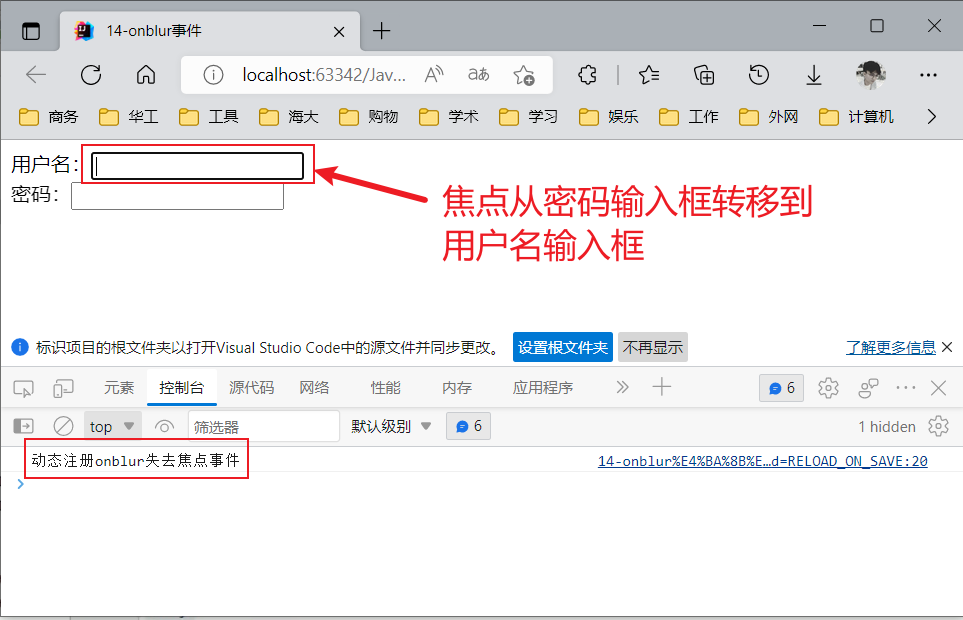 14-onblur事件
localhost:63342/Jav...
商务 华工 工具 海大 购物 学术 学习 娱乐 工作 外网 计算机
用户名:
密码:
焦点从密码输入框转移到
用户名输入框
标识项目的根文件夹以打开Visual Studio Code中的源文件并同步更改。 设置根文件夹 不再显示 了解更多信息
元素 控制台 源代码 网络 性能 内存 应用程序 6
top 筛选器 默认级别 6 1 hidden
动态注册onblur失去焦点事件 14-onblur%E4%BA%8B%E…d=RELOAD_ON_SAVE:20